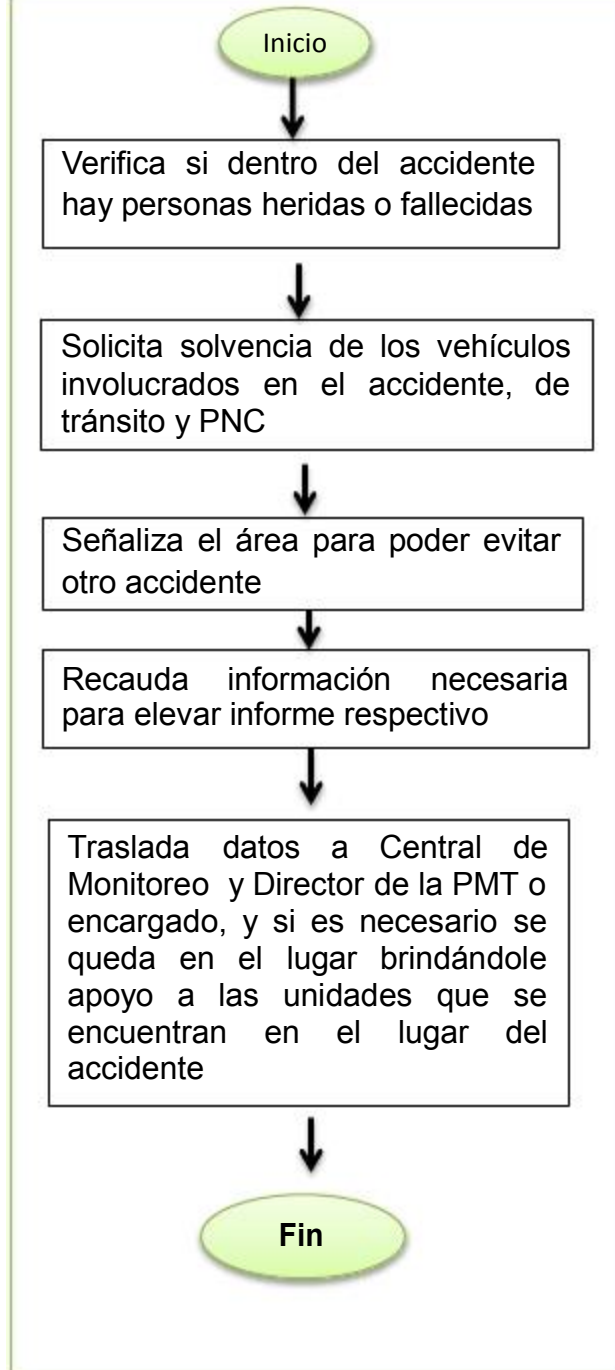 Inicio
Verifica si dentro del accidente
hay personas heridas o fallecidas
Solicita solvencia de los vehículos
involucrados en el accidente, de
tránsito y PNC
Señaliza el área para poder evitar
otro accidente
Recauda información necesaria
para elevar informe respectivo
Traslada datos a Central de
Monitoreo y Director de la PMT o
encargado, y si es necesario se
queda en el lugar brindándole
apoyo a las unidades que se
encuentran en el lugar del
accidente
Fin